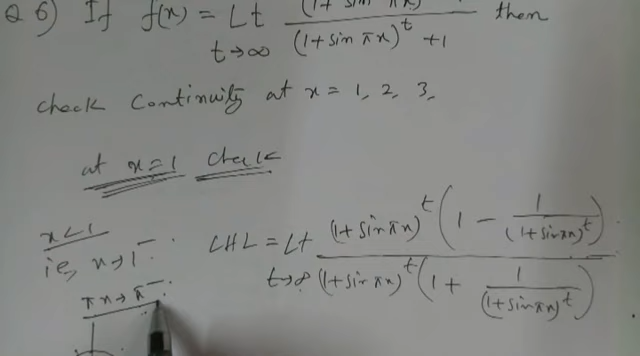 Q 6) If f(x) = Lt t→∞ (1+ sin πx) / (1+sin πx)^t +1 then
check continuity at x = 1, 2, 3,
at x=1 check
x<1
ie, x→1⁻
πx→π⁻
LHL = Lt t→∞ (1+sin πx)^t (1 - 1/(1+sin πx)^t) / (1+sin πx)^t (1 + 1/(1+sin πx)^t)